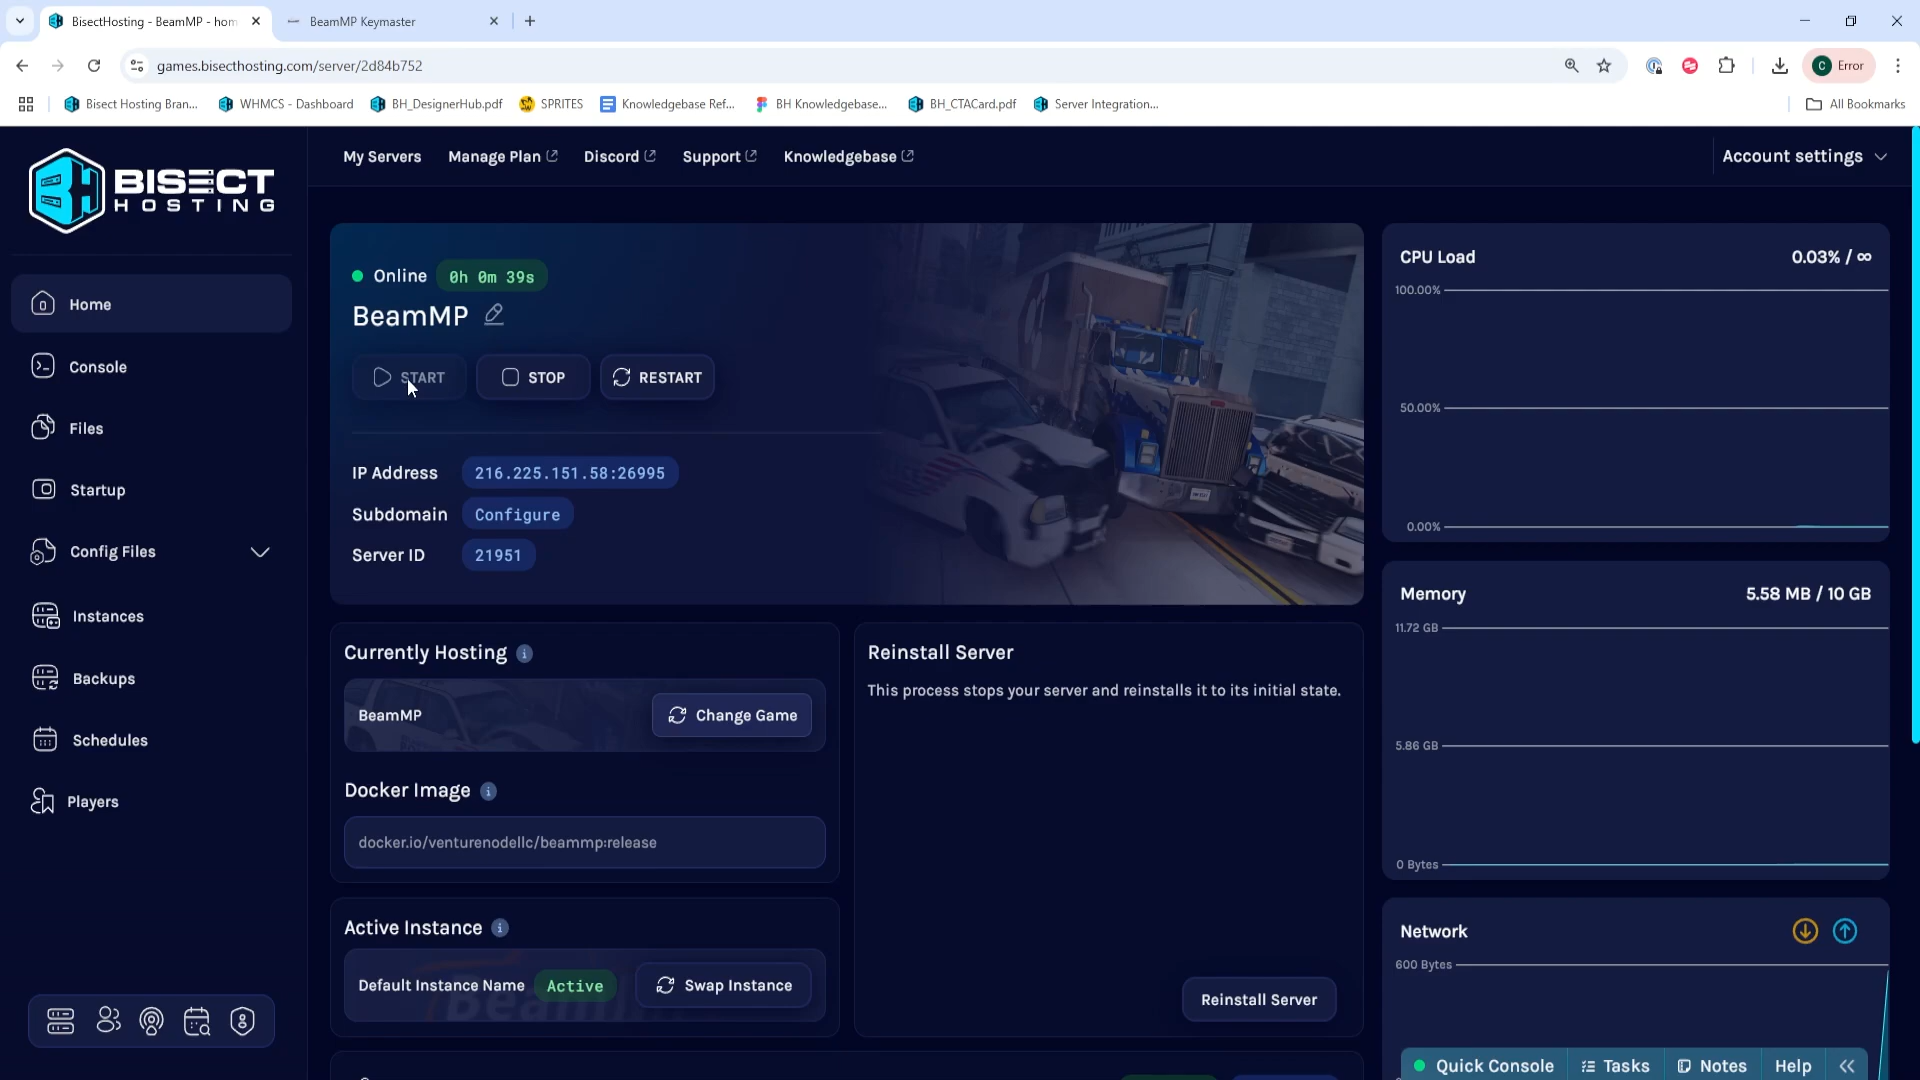 BisectHosting - BeamMP - hom
BeamMP Keymaster
games.bisecthosting.com/server/2d84b752
C Error
Bisect Hosting Bran...
WHMCS - Dashboard
BH_DesignerHub.pdf
SPRITES
Knowledgebase Ref...
BH Knowledgebase...
BH_CTACard.pdf
Server Integration...
All Bookmarks
BISECT
HOSTING
My Servers
Manage Plan
Discord
Support
Knowledgebase
Account settings
Home
Console
Files
Startup
Config Files
Instances
Backups
Schedules
Players
Online 0h 0m 39s
BeamMP
START
STOP
RESTART
IP Address 216.225.151.58:26995
Subdomain Configure
Server ID 21951
Currently Hosting
BeamMP
Change Game
Docker Image
docker.io/venturenodellc/beammp:release
Active Instance
Default Instance Name Active
Swap Instance
Reinstall Server
This process stops your server and reinstalls it to its initial state.
Reinstall Server
CPU Load 0.03% / ∞
100.00%
50.00%
0.00%
Memory 5.58 MB / 10 GB
11.72 GB
5.86 GB
0 Bytes
Network
600 Bytes
Quick Console
Tasks
Notes
Help